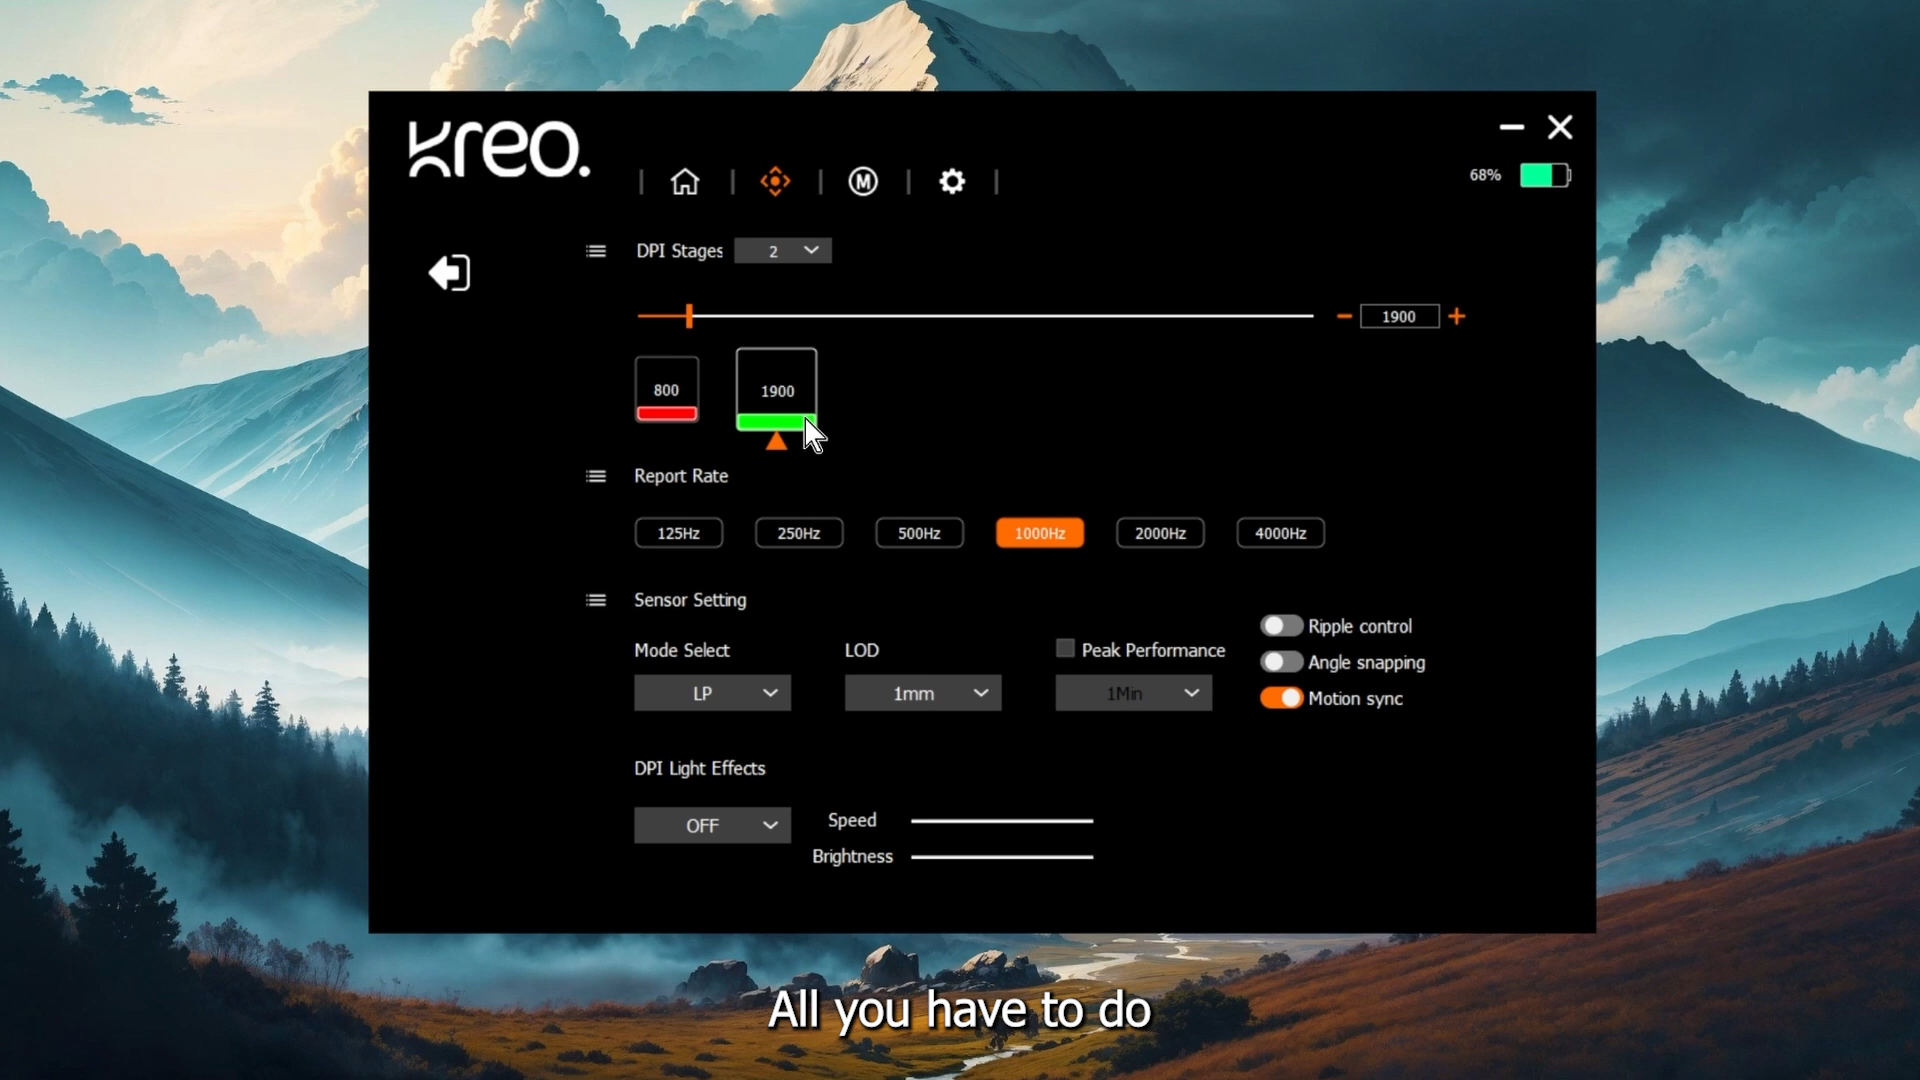 kreo.
68%
DPI Stages 2
1900
800 1900
Report Rate
125Hz 250Hz 500Hz 1000Hz 2000Hz 4000Hz
Sensor Setting
Ripple control
Mode Select LOD Peak Performance
Angle snapping
LP 1mm 1Min
Motion sync
DPI Light Effects
OFF Speed
Brightness
All you have to do